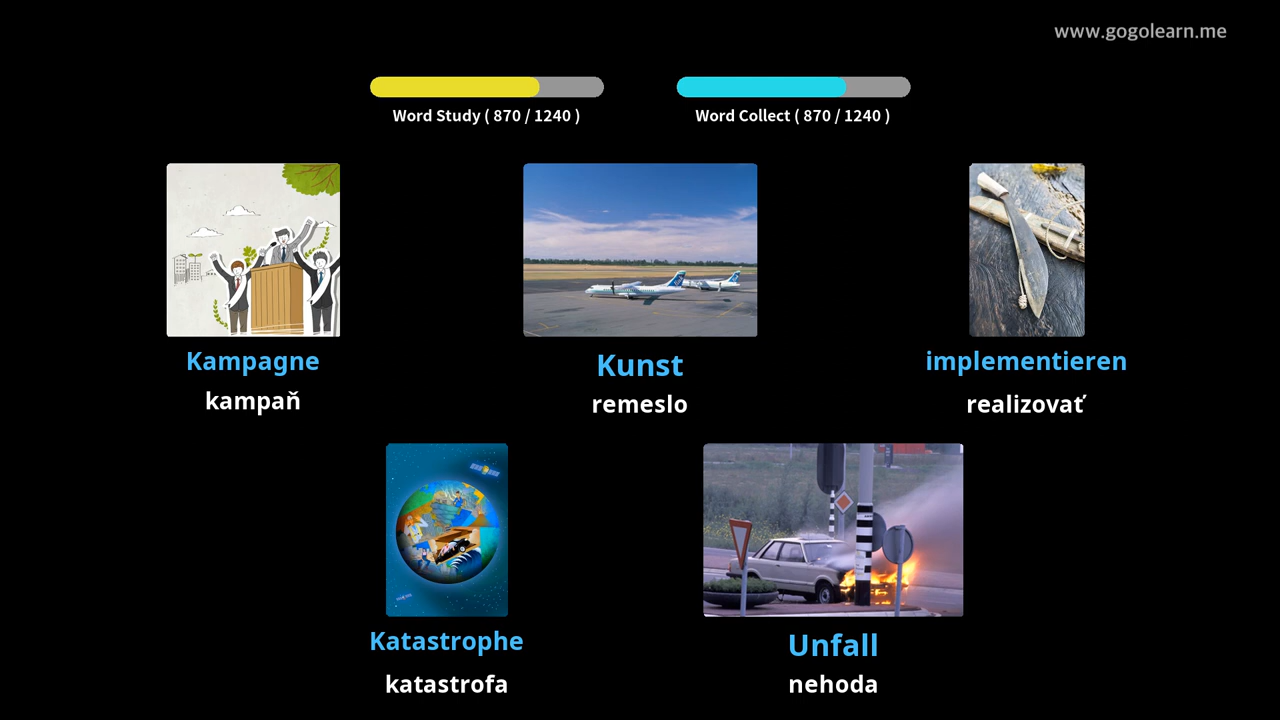 www.gogolearn.me
Word Study ( 870 / 1240 )
Word Collect ( 870 / 1240 )
Kampagne
kampaň
Kunst
remeslo
implementieren
realizovať
Katastrophe
katastrofa
Unfall
nehoda